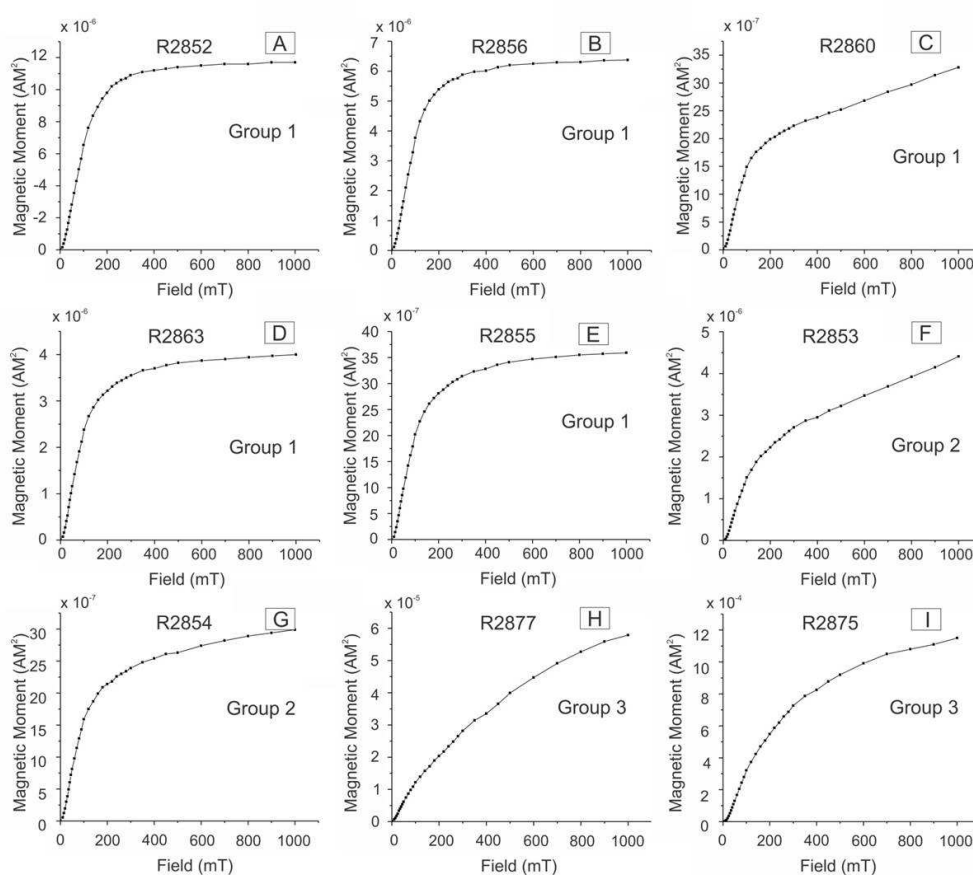 x 10⁻⁶
R2852
A
Magnetic Moment (AM²)
12
10
8
6
-4
-2
0
Group 1
0 200 400 600 800 1000
Field (mT)
x 10⁻⁶
R2856
B
Magnetic Moment (AM²)
7
6
5
4
3
2
1
0
Group 1
0 200 400 600 800 1000
Field (mT)
x 10⁻⁷
R2860
C
Magnetic Moment (AM²)
35
30
25
20
15
10
5
0
Group 1
0 200 400 600 800 1000
Field (mT)
x 10⁻⁶
R2863
D
Magnetic Moment (AM²)
4
3
2
1
0
Group 1
0 200 400 600 800 1000
Field (mT)
x 10⁻⁷
R2855
E
Magnetic Moment (AM²)
40
35
30
25
20
15
10
5
0
Group 1
0 200 400 600 800 1000
Field (mT)
x 10⁻⁶
R2853
F
Magnetic Moment (AM²)
5
4
3
2
1
0
Group 2
0 200 400 600 800 1000
Field (mT)
x 10⁻⁷
R2854
G
Magnetic Moment (AM²)
30
25
20
15
10
5
0
Group 2
0 200 400 600 800 1000
Field (mT)
x 10⁻⁵
R2877
H
Magnetic Moment (AM²)
6
5
4
3
2
1
0
Group 3
0 200 400 600 800 1000
Field (mT)
x 10⁻⁴
R2875
I
Magnetic Moment (AM²)
12
10
8
6
4
2
0
Group 3
0 200 400 600 800 1000
Field (mT)